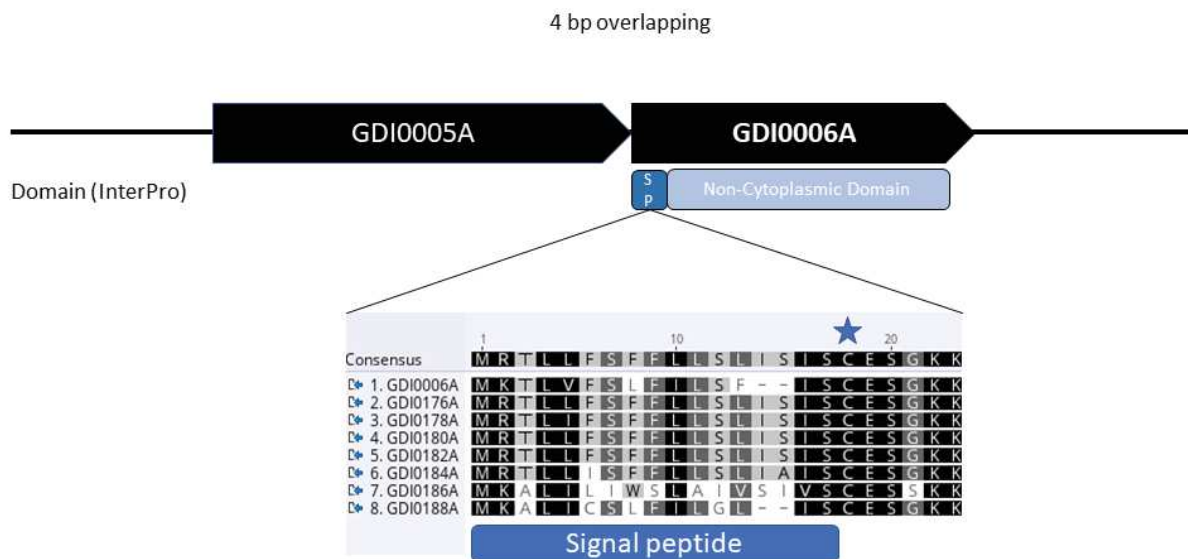 4 bp overlapping
GDI0005A GDI0006A
Domain (InterPro) SP Non-Cytoplasmic Domain
1 10 20
Consensus M R T L L F S F F L L S L I S I S C E S G K K
1. GDI0006A M K T L V F S L F I L S F - - I S C E S G K K
2. GDI0176A M R T L L F S F F L L S L I S I S C E S G K K
3. GDI0178A M R T L I F S F F L L S L I S I S C E S G K K
4. GDI0180A M R T L L F S F F L L S L I S I S C E S G K K
5. GDI0182A M R T L L F S F F L L S L I S I S C E S G K K
6. GDI0184A M R T L L I S F F L L S L I A I S C E S G K K
7. GDI0186A M K A L I L I W S L A I V S I V S C E S S K K
8. GDI0188A M K A L I C S L F I L G L - - I S C E S G K K
Signal peptide